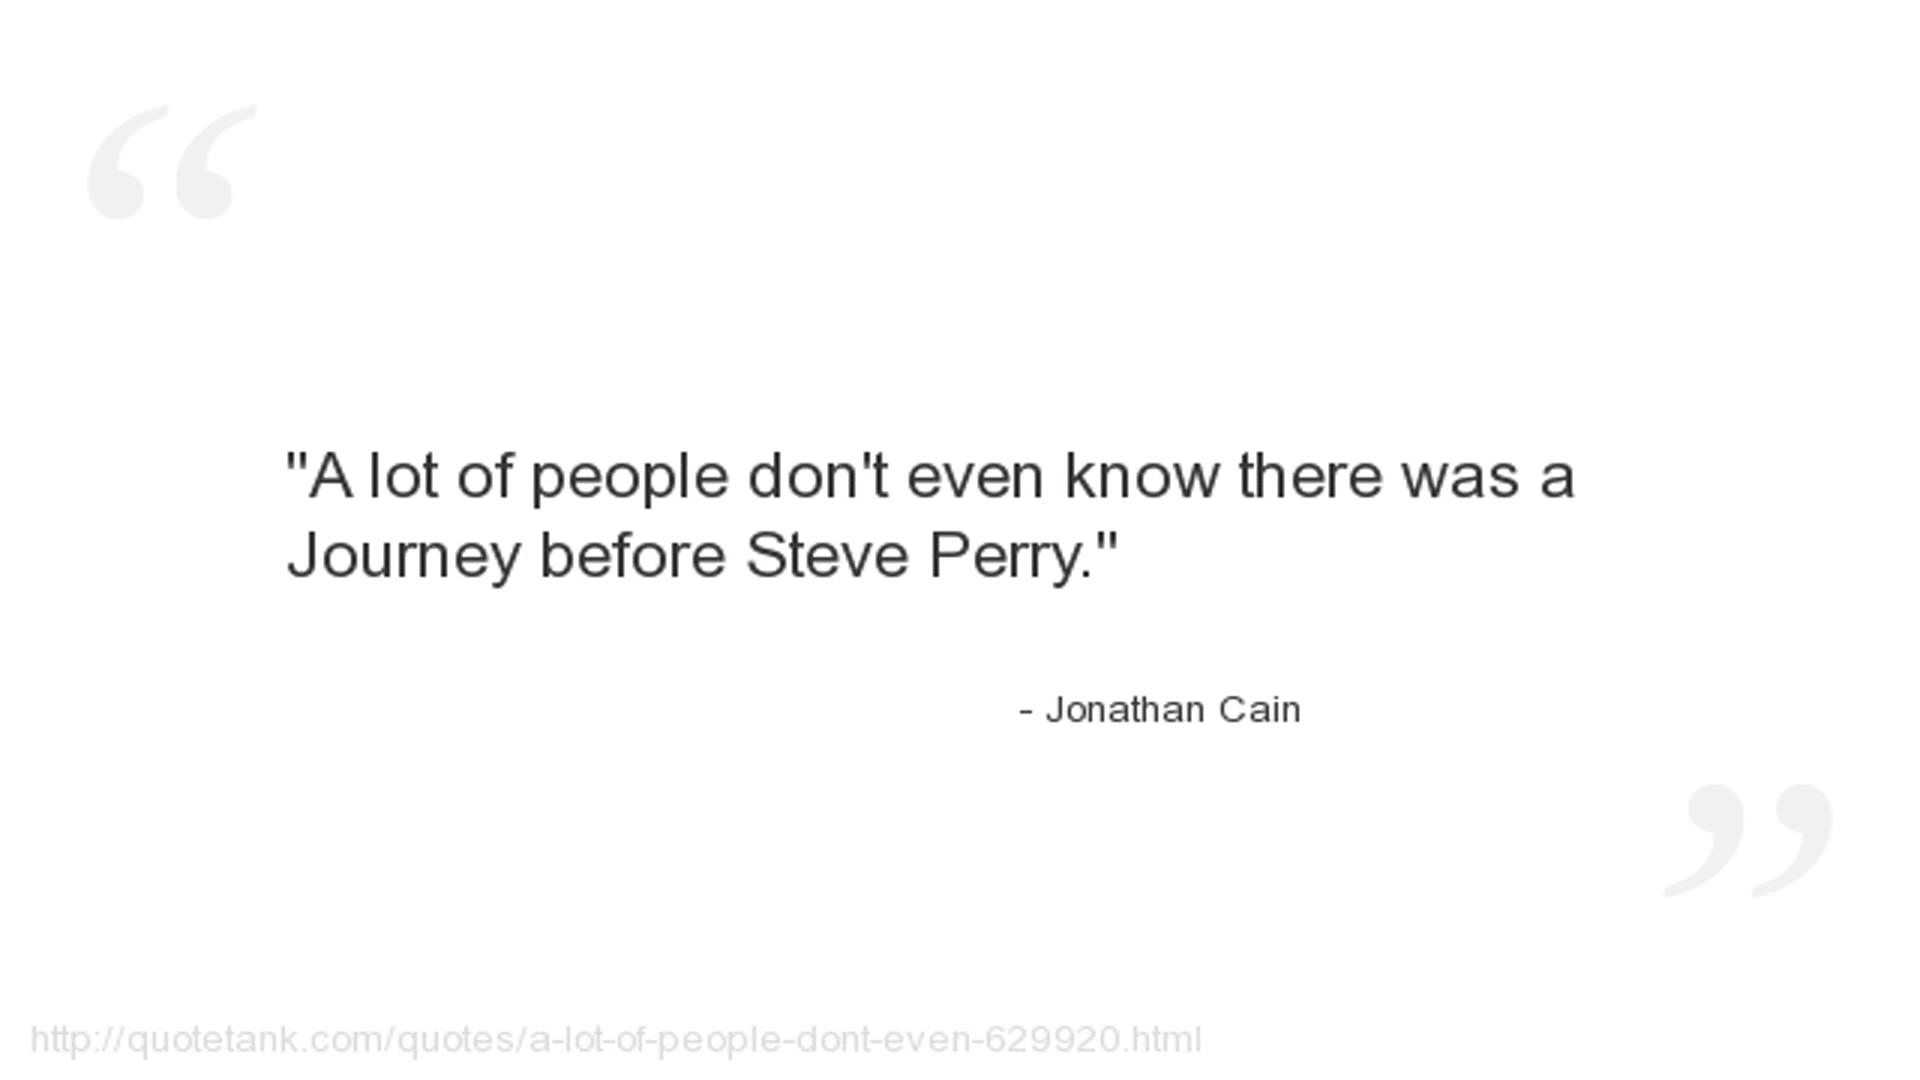 "A lot of people don't even know there was a
Journey before Steve Perry."
- Jonathan Cain
http://quotetank.com/quotes/a-lot-of-people-dont-even-629920.html